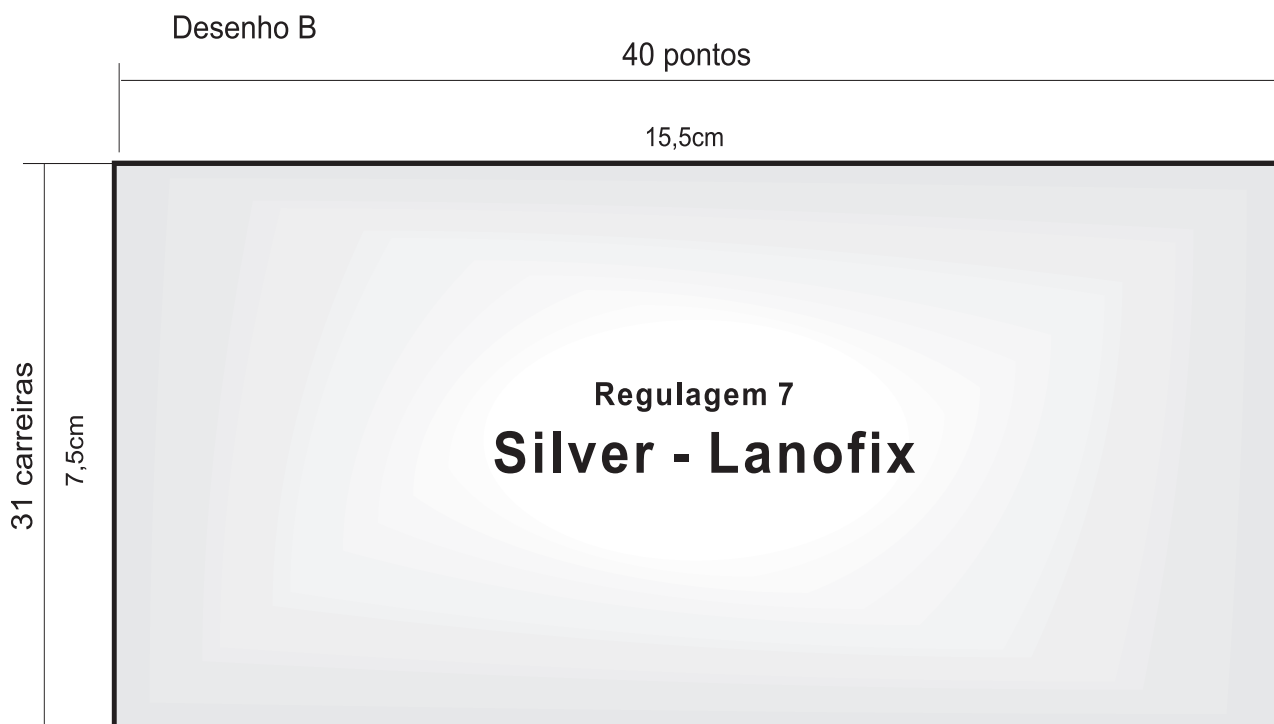 Desenho B
40 pontos
15,5cm
31 carreiras
7,5cm
Regulagem 7
Silver - Lanofix